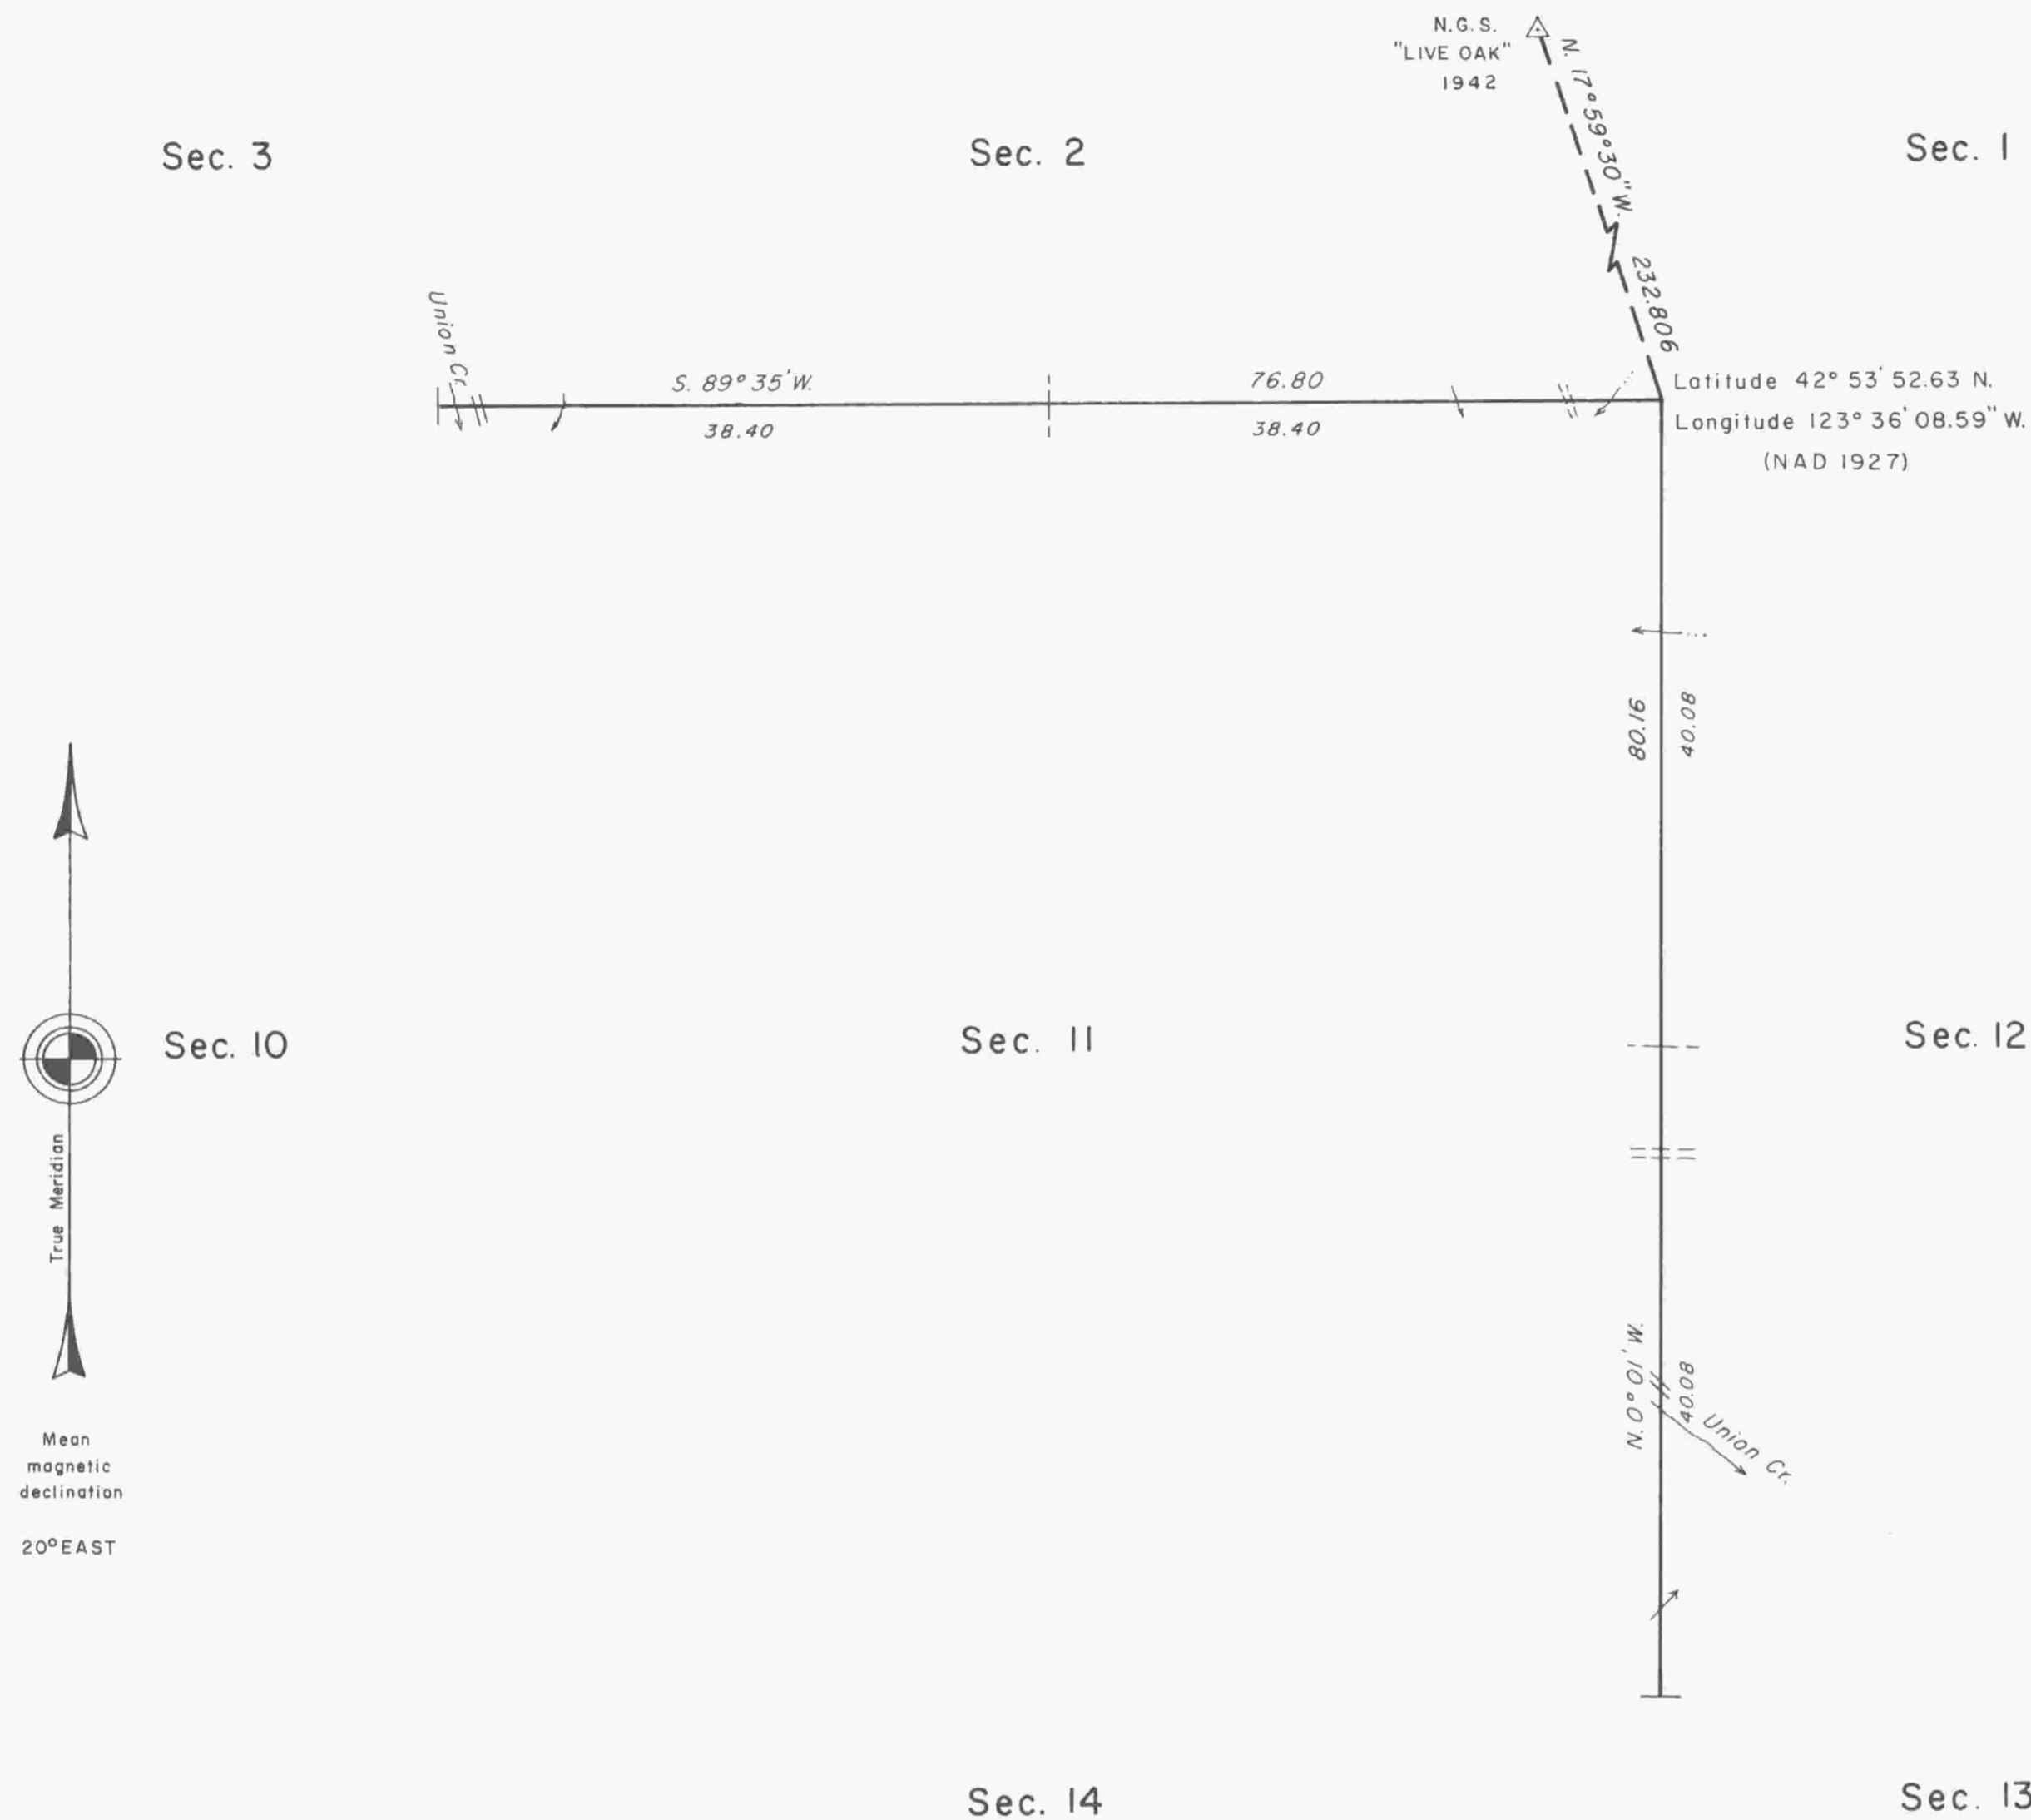 N.G.S.
"LIVE OAK"
1942
N. 17°59°30"W.
232.806
Sec. 3
Sec. 2
Sec. 1
Union Cr.
S. 89° 35' W.
76.80
38.40
38.40
Latitude 42° 53' 52.63 N.
Longitude 123° 36' 08.59" W.
(NAD 1927)
80.16
40.08
Sec. 10
Sec. 11
Sec. 12
True Meridian
N. 0° 01' W.
40.08
Union Cr.
Mean
magnetic
declination
20° EAST
Sec. 14
Sec. 13